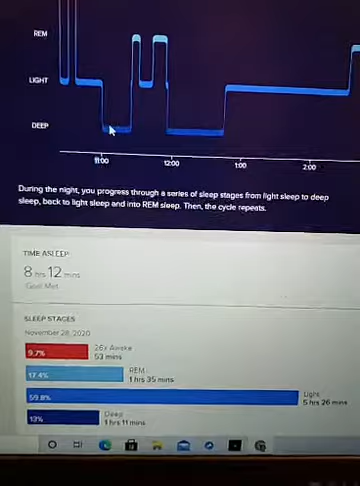 REM
LIGHT
DEEP
11:00 12:00 1:00 2:00
During the night, you progress through a series of sleep stages from light sleep to deep
sleep, back to light sleep and into REM sleep. Then, the cycle repeats.
TIME ASLEEP
8 hrs 12 mins
Goal Met
SLEEP STAGES
November 28, 2020
9.7% 26x Awake
53 mins
17.4% REM
1 hrs 35 mins
59.8% Light
5 hrs 26 mins
13% Deep
1 hrs 11 mins